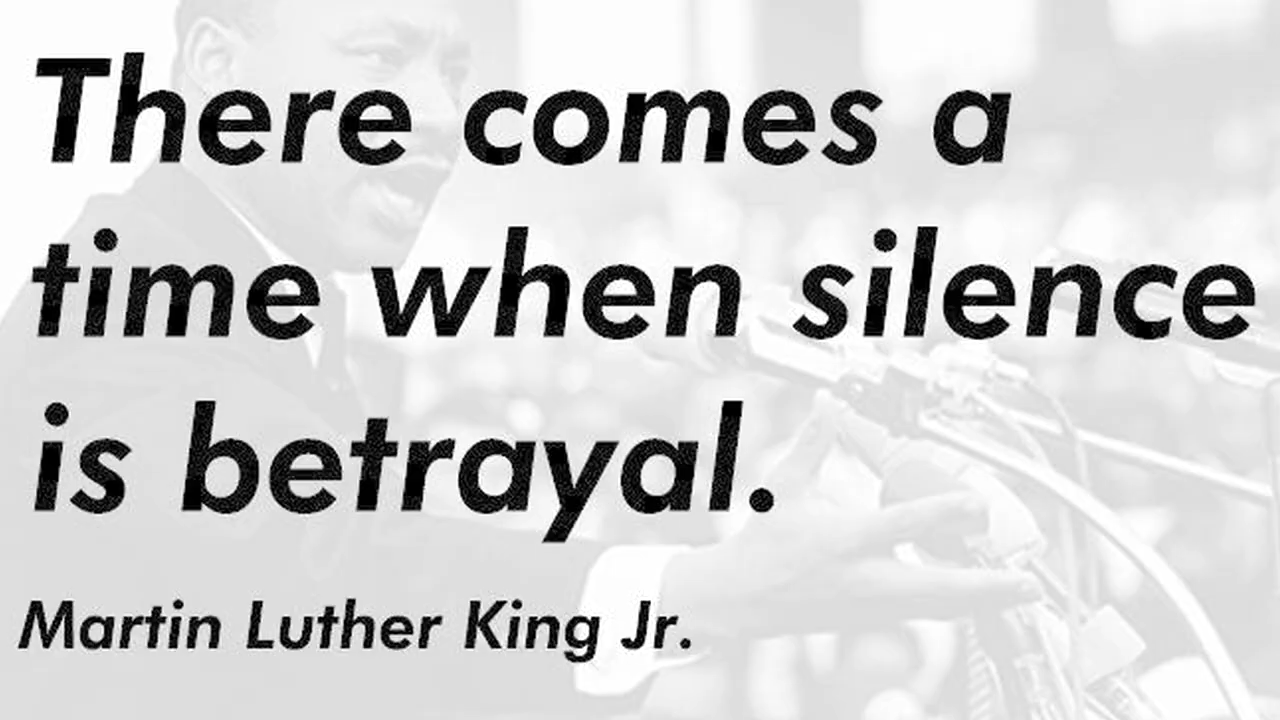 There comes a
time when silence
is betrayal.
Martin Luther King Jr.